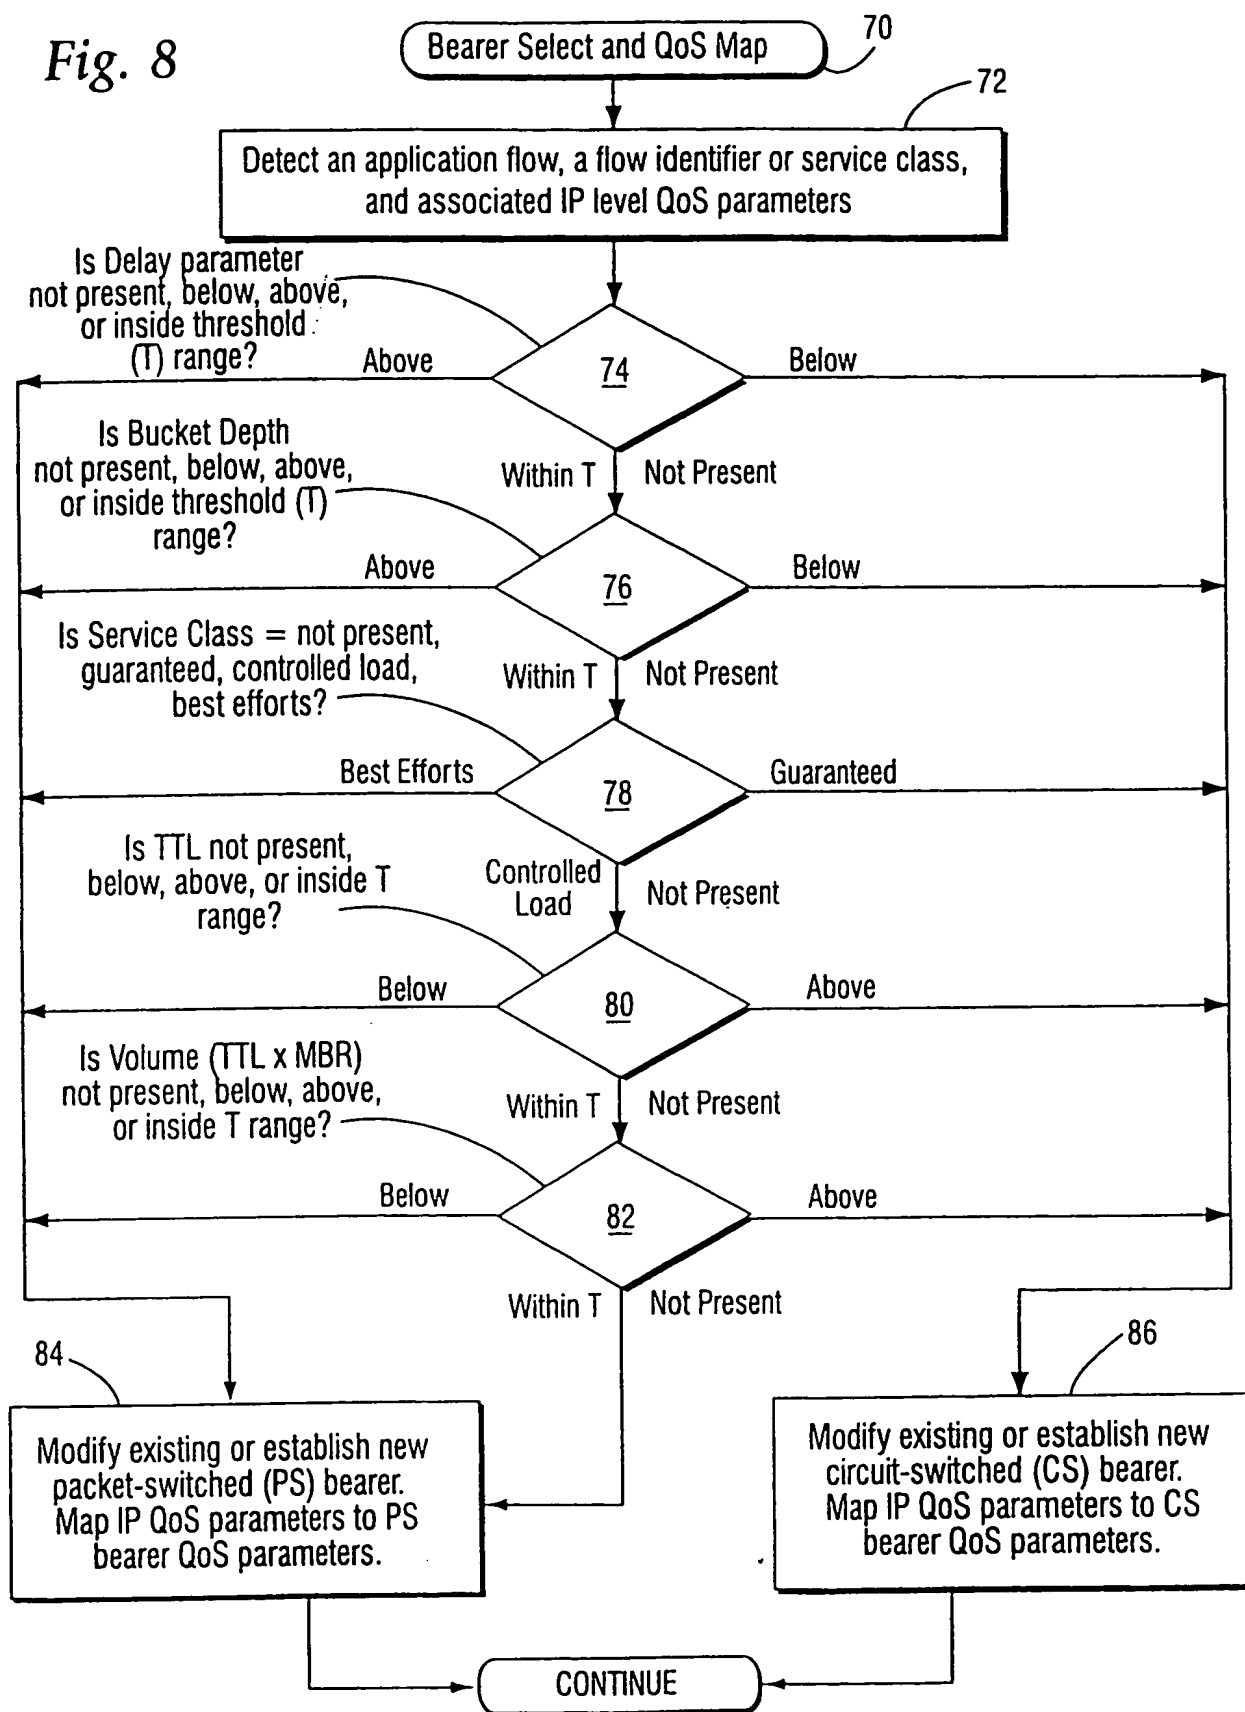 Fig. 8
Bearer Select and QoS Map
70
72
Detect an application flow, a flow identifier or service class,
and associated IP level QoS parameters
Is Delay parameter
not present, below, above,
or inside threshold
(T) range?
Above
74
Below
Within T
Not Present
Is Bucket Depth
not present, below, above,
or inside threshold (T)
range?
Above
76
Below
Within T
Not Present
Is Service Class = not present,
guaranteed, controlled load,
best efforts?
Best Efforts
78
Guaranteed
Controlled
Load
Not Present
Is TTL not present,
below, above, or inside T
range?
Below
80
Above
Within T
Not Present
Is Volume (TTL x MBR)
not present, below, above,
or inside T range?
Below
82
Above
Within T
Not Present
84
Modify existing or establish new
packet-switched (PS) bearer.
Map IP QoS parameters to PS
bearer QoS parameters.
86
Modify existing or establish new
circuit-switched (CS) bearer.
Map IP QoS parameters to CS
bearer QoS parameters.
CONTINUE